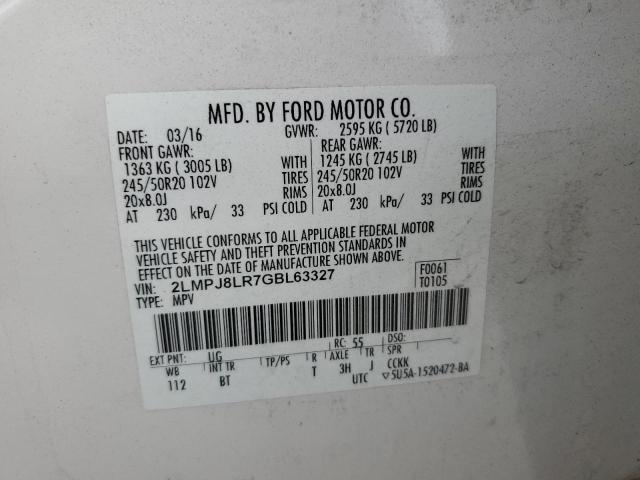 MFD. BY FORD MOTOR CO.
DATE: 03/16 GVWR: 2595 KG ( 5720 LB)
FRONT GAWR: REAR GAWR:
1363 KG ( 3005 LB) WITH 1245 KG ( 2745 LB) WITH
245/50R20 102V TIRES 245/50R20 102V TIRES
20x8.0J RIMS 20x8.0J RIMS
AT 230 kPa/ 33 PSI COLD AT 230 kPa/ 33 PSI COLD
THIS VEHICLE CONFORMS TO ALL APPLICABLE FEDERAL MOTOR
VEHICLE SAFETY AND THEFT PREVENTION STANDARDS IN
EFFECT ON THE DATE OF MANUFACTURE SHOWN ABOVE.
VIN: 2LMPJ8LR7GBL63327 F0061
TYPE: MPV T0105
EXT PNT: UG RC: 55 DSO:
WB INT TR TP/PS R AXLE TR SPR
112 BT T 3H J CCKK
UTC ▽5U5A-1520472-BA